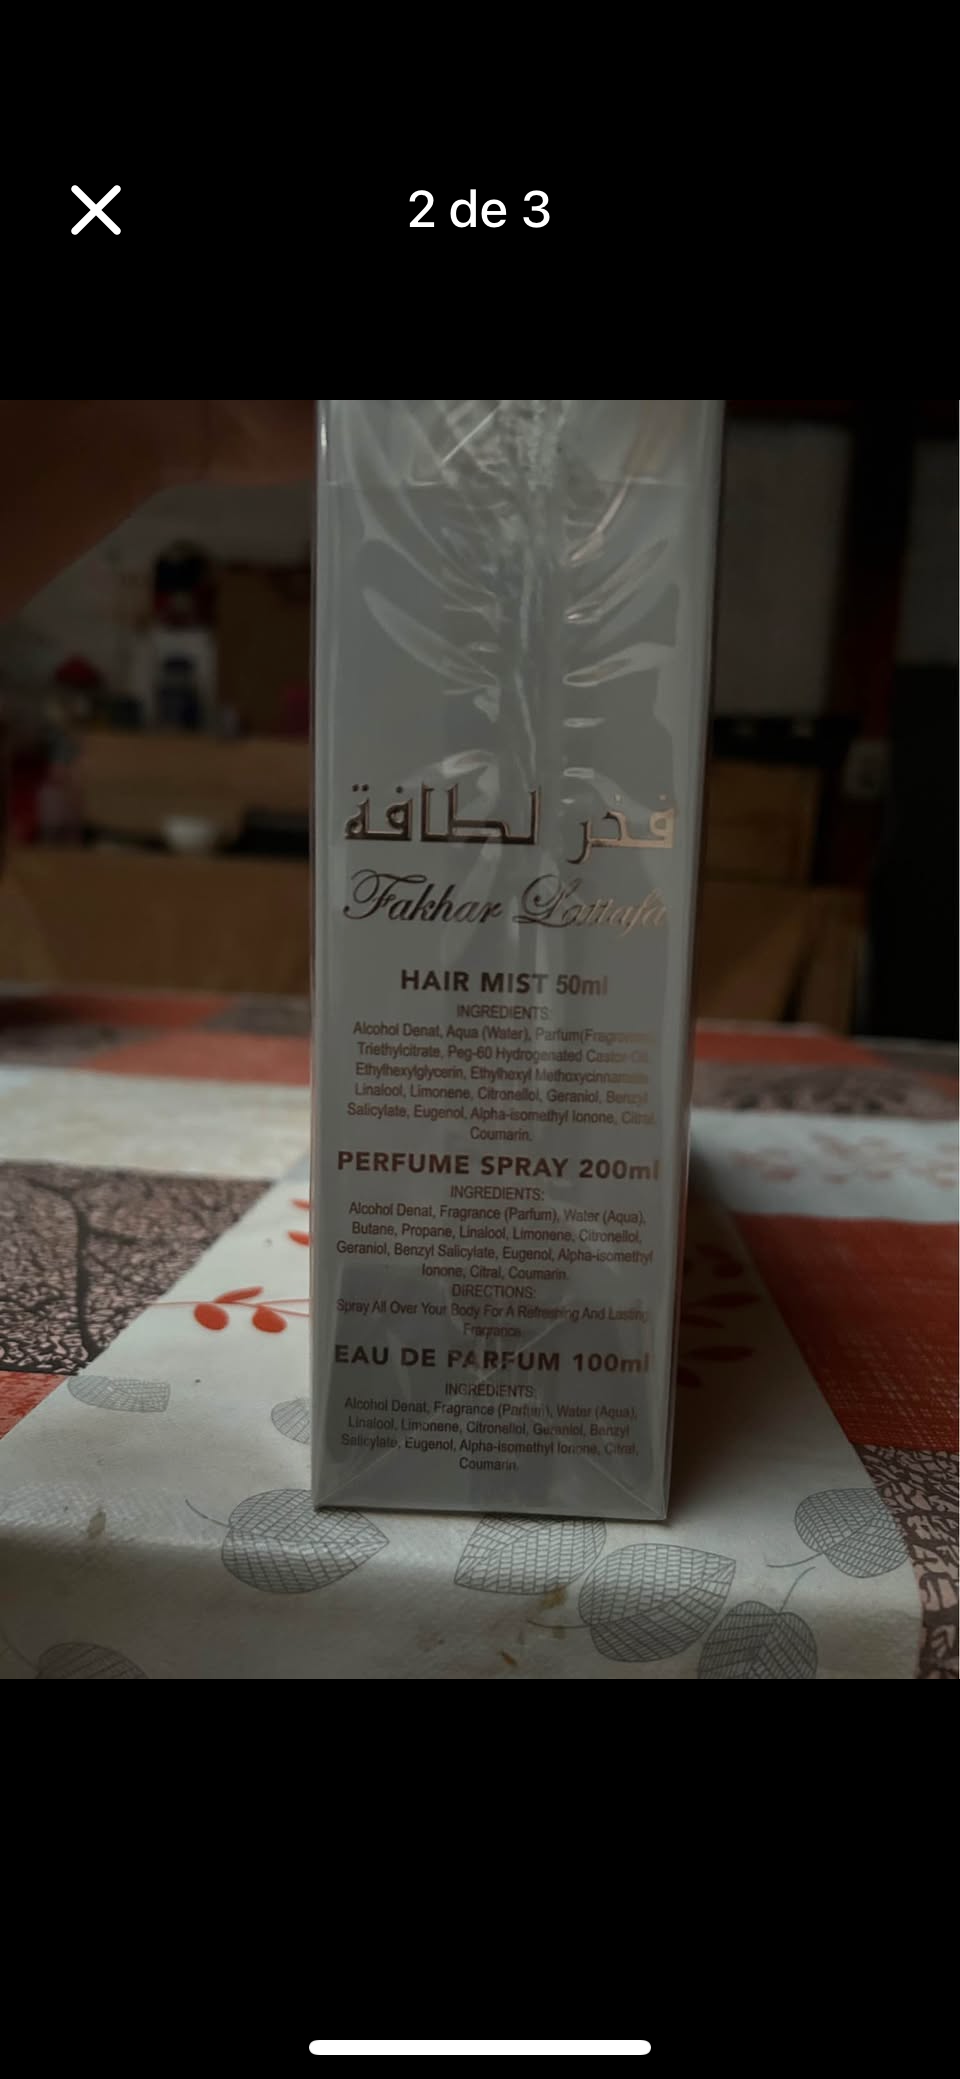 2 de 3
فخر لطافة
Fakhar Lattafa
HAIR MIST 50ml
INGREDIENTS:
Alcohol Denat, Aqua (Water), Parfum(Fragrance),
Triethylcitrate, Peg-60 Hydrogenated Castor Oil,
Ethylhexylglycerin, Ethylhexyl Methoxycinnamate,
Linalool, Limonene, Citronellol, Geraniol, Benzyl
Salicylate, Eugenol, Alpha-isomethyl Ionone, Citral,
Coumarin.
PERFUME SPRAY 200ml
INGREDIENTS:
Alcohol Denat, Fragrance (Parfum), Water (Aqua),
Butane, Propane, Linalool, Limonene, Citronellol,
Geraniol, Benzyl Salicylate, Eugenol, Alpha-isomethyl
Ionone, Citral, Coumarin.
DIRECTIONS:
Spray All Over Your Body For A Refreshing And Lasting
Fragrance.
EAU DE PARFUM 100ml
INGREDIENTS:
Alcohol Denat, Fragrance (Parfum), Water (Aqua),
Linalool, Limonene, Citronellol, Geraniol, Benzyl
Salicylate, Eugenol, Alpha-isomethyl Ionone, Citral,
Coumarin.